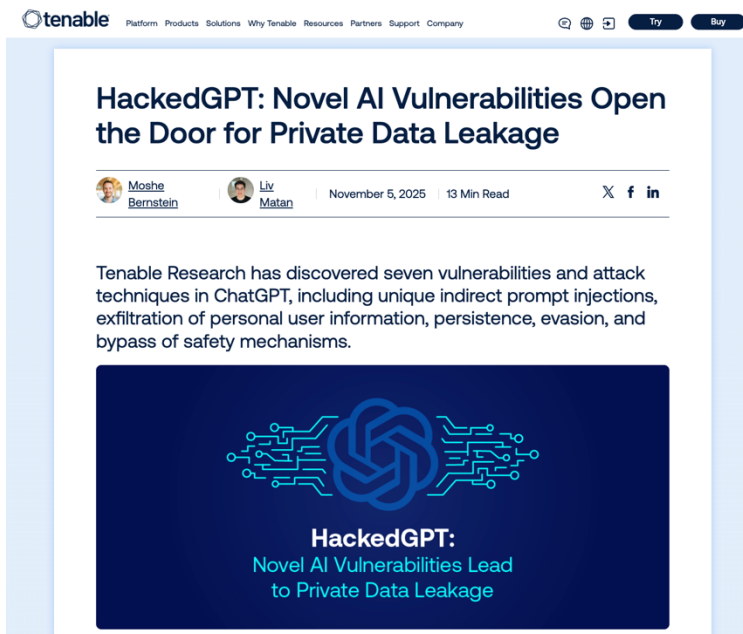 tenable
Platform Products Solutions Why Tenable Resources Partners Support Company
Try
Buy
HackedGPT: Novel AI Vulnerabilities Open
the Door for Private Data Leakage
Moshe
Bernstein
Liv
Matan
November 5, 2025
13 Min Read
X f in
Tenable Research has discovered seven vulnerabilities and attack
techniques in ChatGPT, including unique indirect prompt injections,
exfiltration of personal user information, persistence, evasion, and
bypass of safety mechanisms.
HackedGPT:
Novel AI Vulnerabilities Lead
to Private Data Leakage